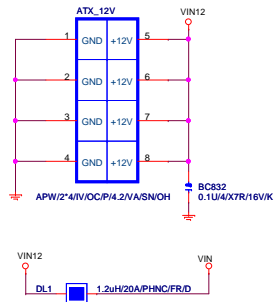 ATX_12V
VIN12
1 GND +12V 5
2 GND +12V 6
3 GND +12V 7
4 GND +12V 8
BC832
APW/2*4/IV/OC/P/4.2/VA/SN/OH 0.1U/4/X7R/16V/K
VIN12 VIN
DL1 1.2uH/20A/PHNC/FR/D